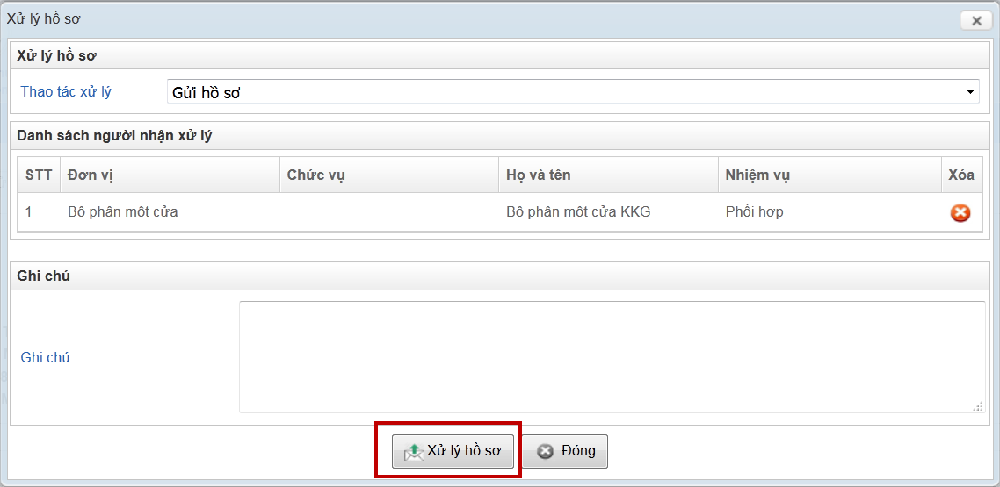 Xử lý hồ sơ
Xử lý hồ sơ
Thao tác xử lý Gửi hồ sơ
Danh sách người nhận xử lý
STT Đơn vị Chức vụ Họ và tên Nhiệm vụ Xóa
1 Bộ phận một cửa Bộ phận một cửa KKG Phối hợp
Ghi chú
Ghi chú
Xử lý hồ sơ Đóng